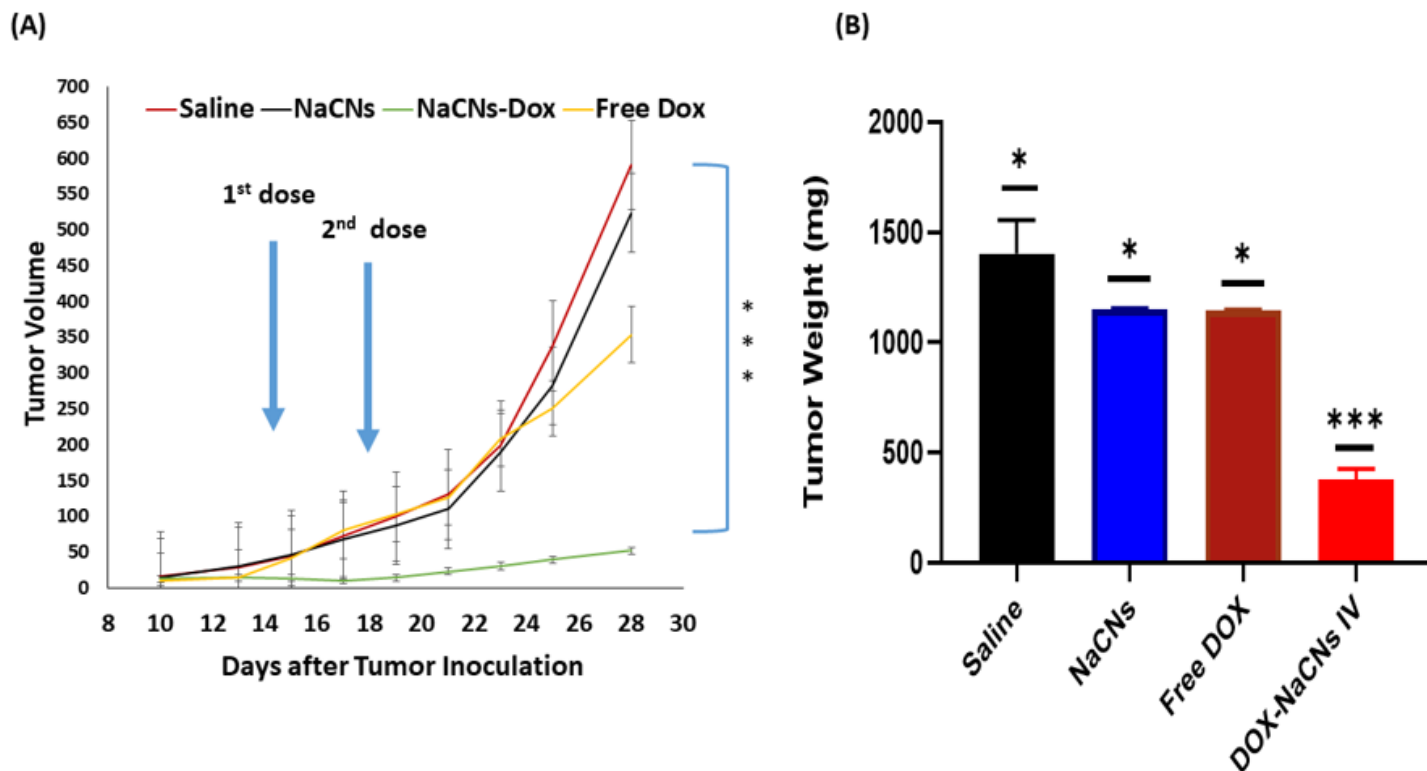 (A)
Saline NaCNs NaCNs-Dox Free Dox
1st dose
2nd dose
Tumor Volume
700
650
600
550
500
450
400
350
300
250
200
150
100
50
0
8 10 12 14 16 18 20 22 24 26 28 30
Days after Tumor Inoculation
*
*
*
(B)
Tumor Weight (mg)
2000
1500
1000
500
0
*
*
*
***
Saline
NaCNs
Free DOX
DOX-NaCNs IV